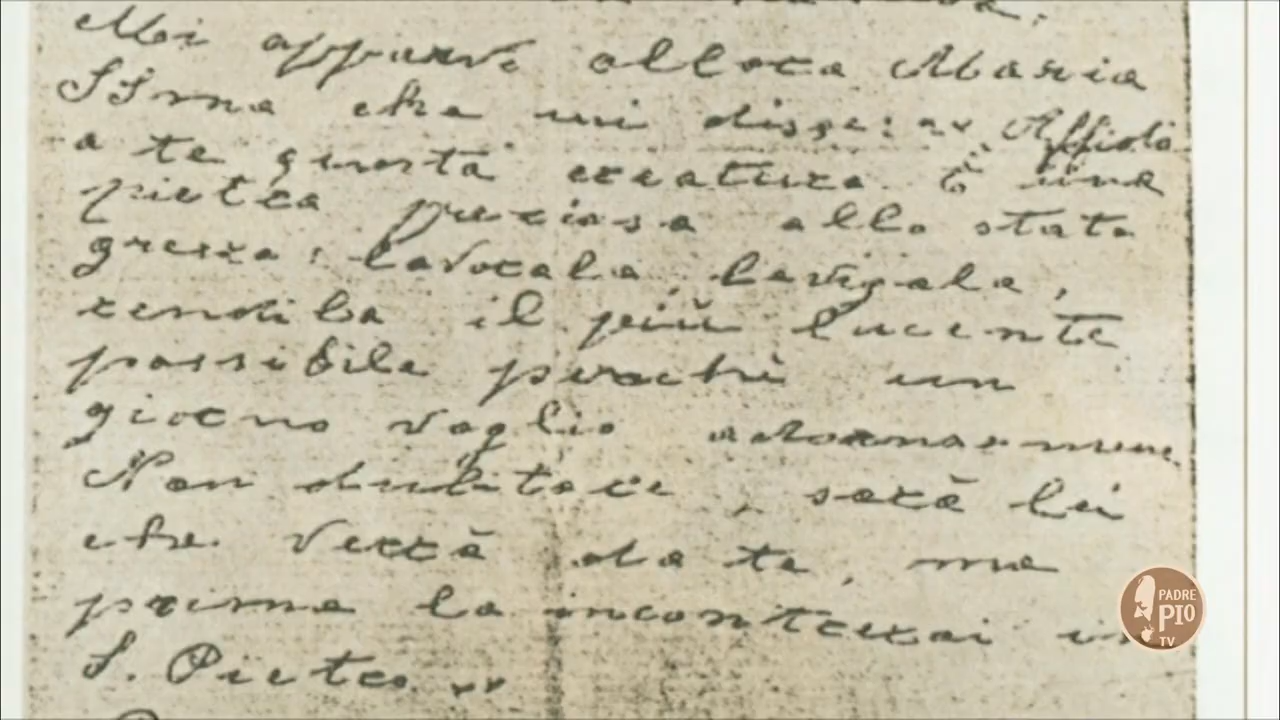 Mi apparve allora Maria
SSma che mi disse: "Affido
a te questa creatura. È una
pietra preziosa allo stato
grezzo: lavorala, levigala,
rendila il più lucente
possibile perchè un
giorno voglio adornarmene
Non dubitare, sarà lei
che verrà da te, ma
prima la incontrerai in
S. Pietro"
PADRE
PIO
TV